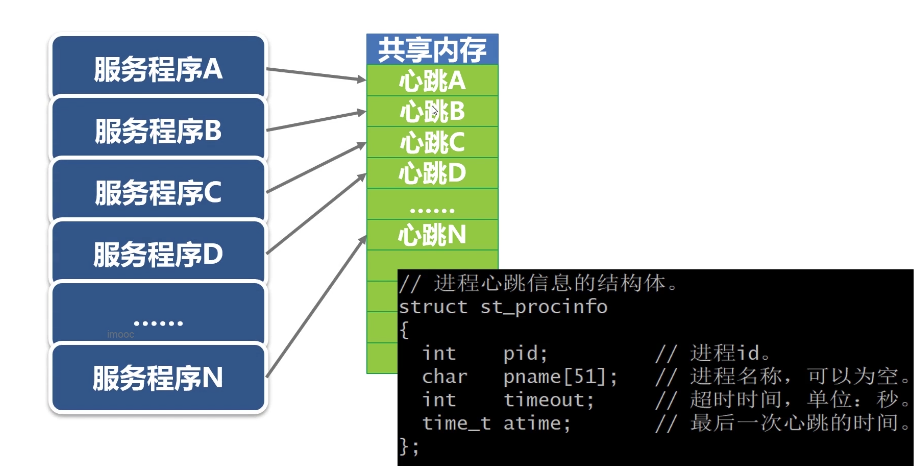 服务程序A
服务程序B
服务程序C
服务程序D
......
imooc
服务程序N
共享内存
心跳A
心跳B
心跳C
心跳D
......
心跳N
// 进程心跳信息的结构体。
struct st_procinfo
{
  int    pid;         // 进程id。
  char   pname[51];   // 进程名称，可以为空。
  int    timeout;     // 超时时间，单位：秒。
  time_t atime;       // 最后一次心跳的时间。
};